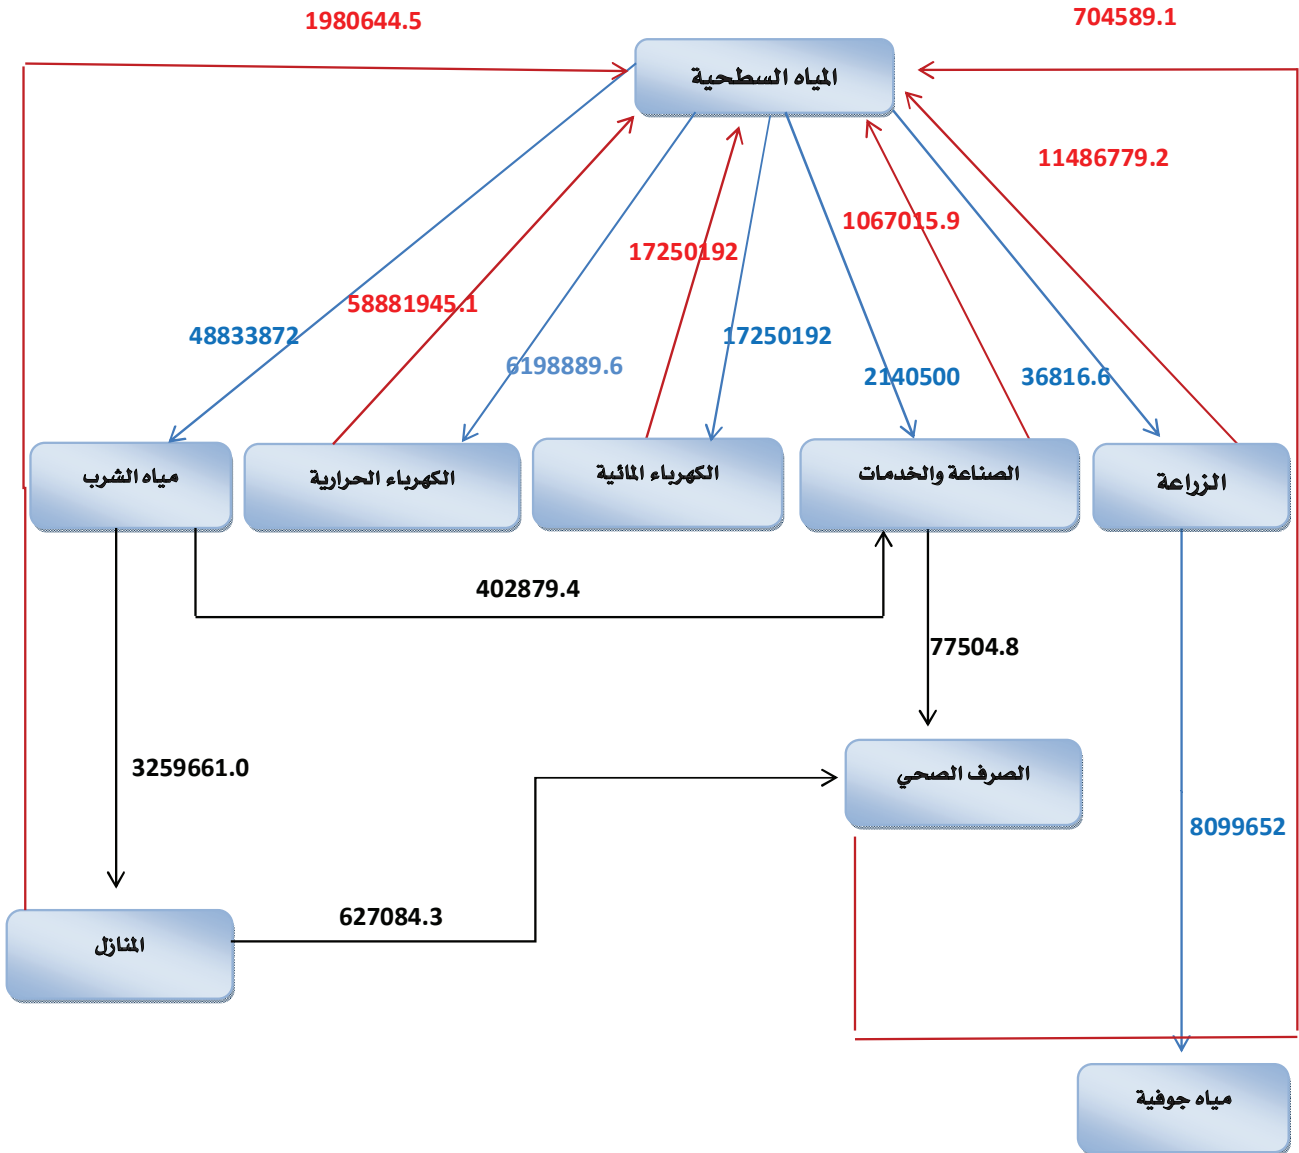 1980644.5
704589.1
المياه السطحية
11486779.2
1067015.9
17250192
58881945.1
48833872
17250192
6198889.6
2140500
36816.6
مياه الشرب
الكهرباء الحرارية
الكهرباء المائية
الصناعة والخدمات
الزراعة
402879.4
77504.8
3259661.0
الصرف الصحي
8099652
627084.3
المنازل
مياه جوفية